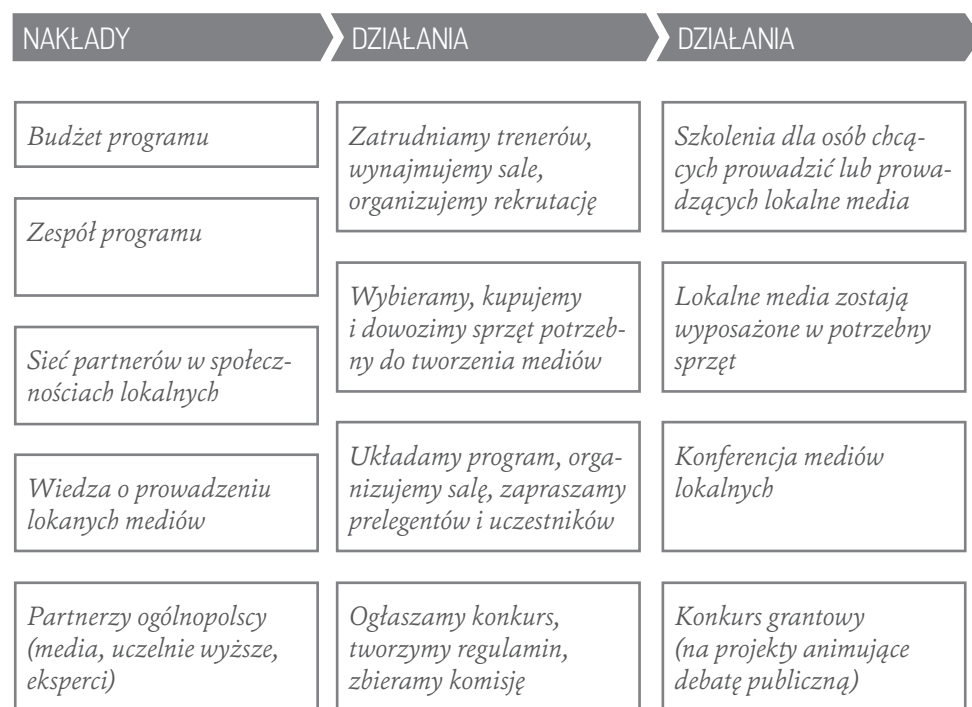 NAKŁADY
DZIAŁANIA
DZIAŁANIA
Budżet programu
Zespół programu
Sieć partnerów w społecz-
nościach lokalnych
Wiedza o prowadzeniu
lokanych mediów
Partnerzy ogólnopolscy
(media, uczelnie wyższe,
eksperci)
Zatrudniamy trenerów,
wynajmujemy sale,
organizujemy rekrutację
Wybieramy, kupujemy
i dowozimy sprzęt potrzeb-
ny do tworzenia mediów
Układamy program, orga-
nizujemy salę, zapraszamy
prelegentów i uczestników
Ogłaszamy konkurs,
tworzymy regulamin,
zbieramy komisję
Szkolenia dla osób chcą-
cych prowadzić lub prowa-
dzących lokalne media
Lokalne media zostają
wyposażone w potrzebny
sprzęt
Konferencja mediów
lokalnych
Konkurs grantowy
(na projekty animujące
debatę publiczną)